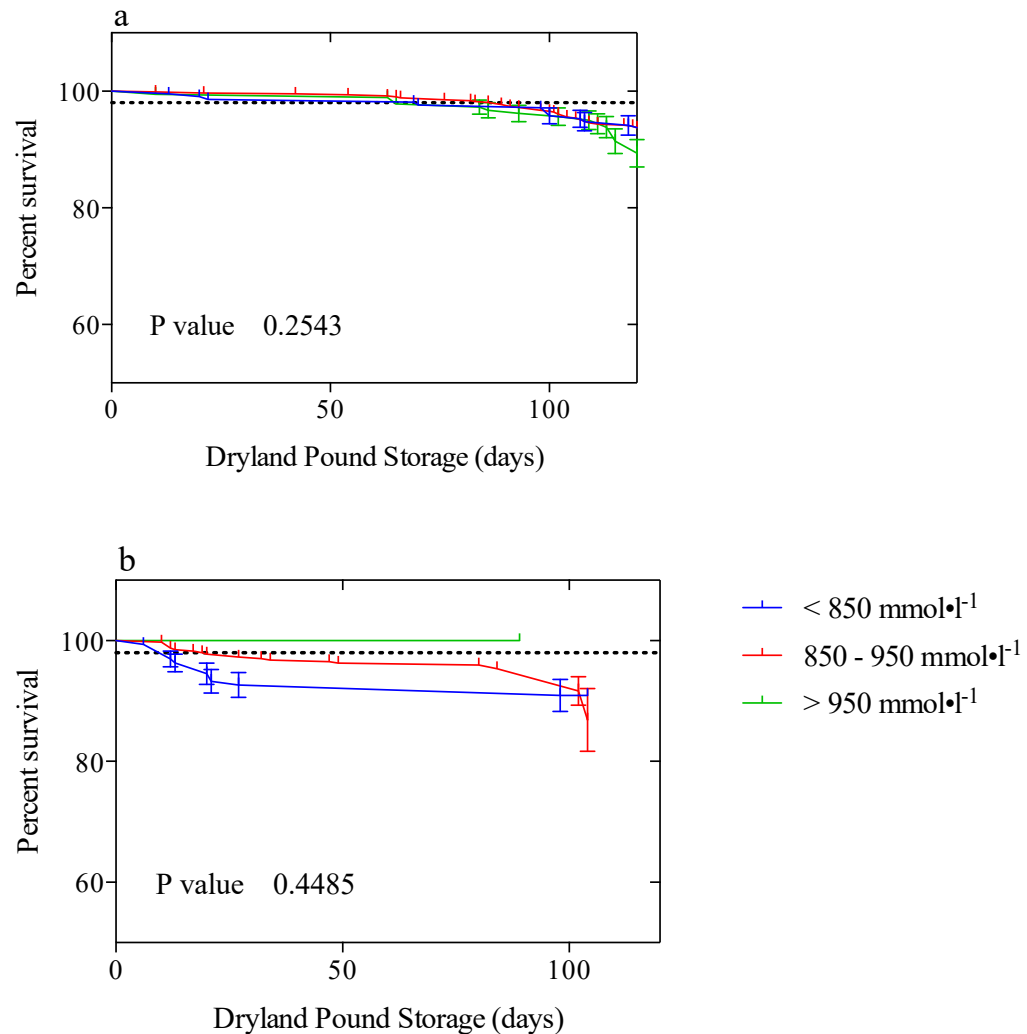 a
100
80
60
Percent survival
P value 0.2543
0 50 100
Dryland Pound Storage (days)
b
100
80
60
Percent survival
P value 0.4485
0 50 100
Dryland Pound Storage (days)
< 850 mmol•l⁻¹
850 - 950 mmol•l⁻¹
> 950 mmol•l⁻¹